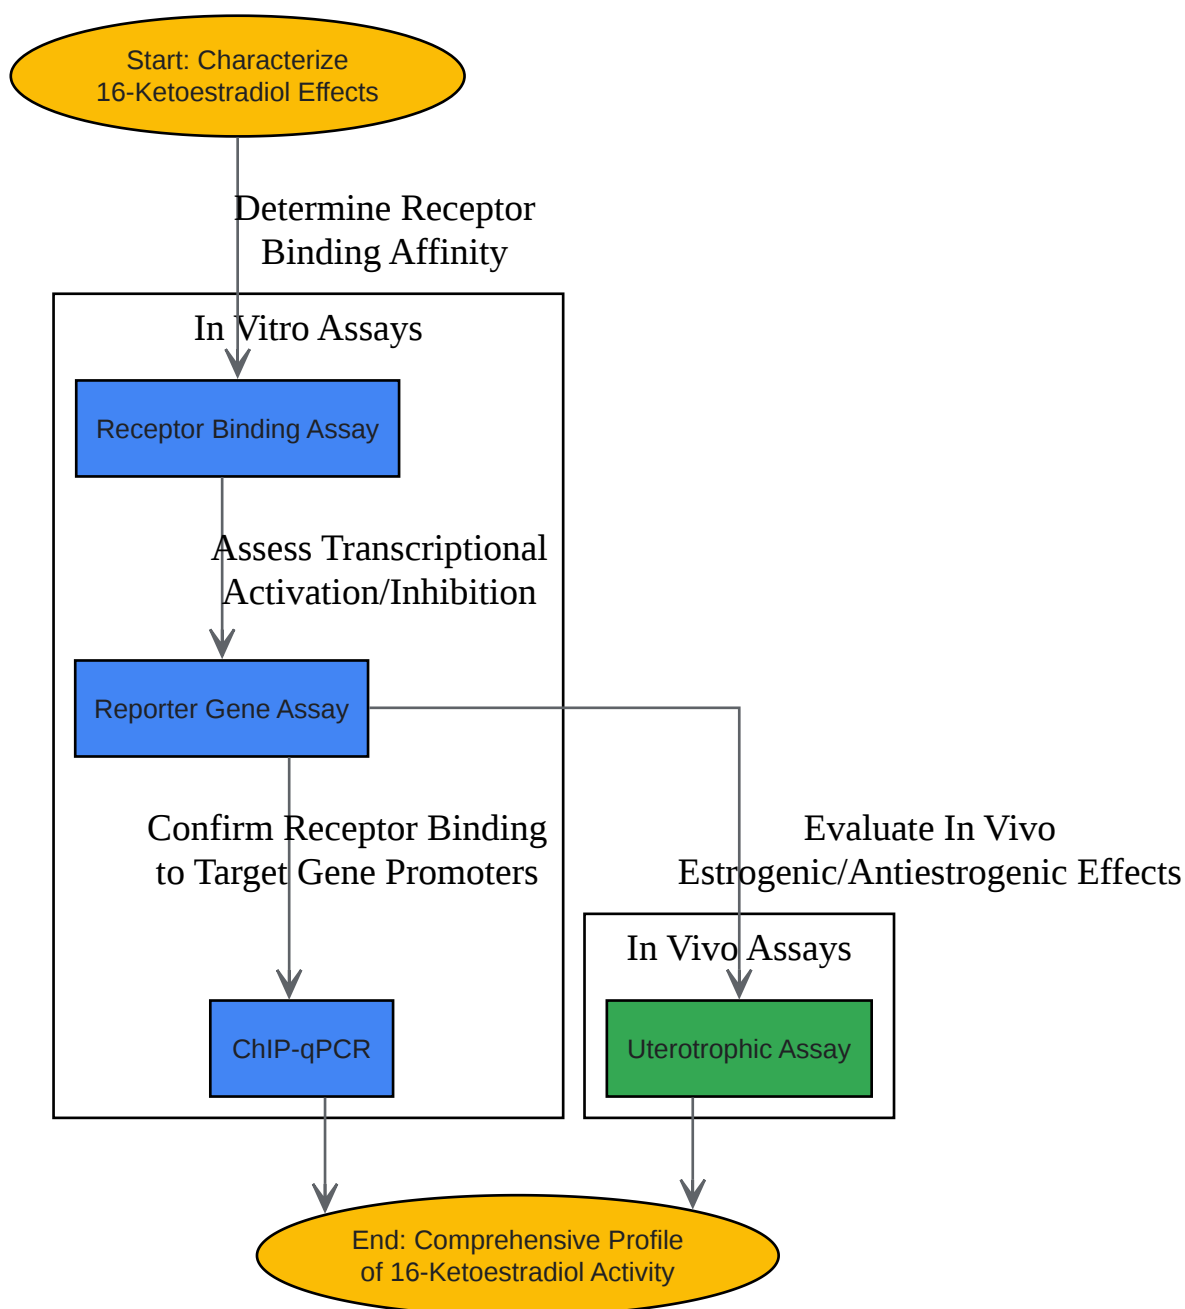 Start: Characterize
16-Ketoestradiol Effects
Determine Receptor
Binding Affinity
In Vitro Assays
Receptor Binding Assay
Assess Transcriptional
Activation/Inhibition
Reporter Gene Assay
Confirm Receptor Binding
to Target Gene Promoters
Evaluate In Vivo
Estrogenic/Antiestrogenic Effects
In Vivo Assays
ChIP-qPCR
Uterotrophic Assay
End: Comprehensive Profile
of 16-Ketoestradiol Activity